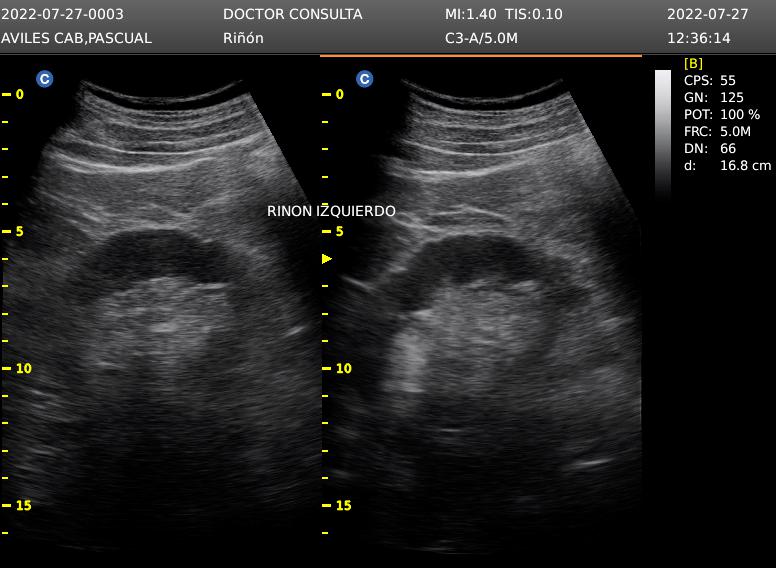 2022-07-27-0003 DOCTOR CONSULTA MI:1.40 TIS:0.10 2022-07-27
AVILES CAB,PASCUAL Riñón C3-A/5.0M 12:36:14
C C
[B]
CPS: 55
GN: 125
POT: 100 %
FRC: 5.0M
DN: 66
d: 16.8 cm
0 0
RINON IZQUIERDO
5 5
10 10
15 15